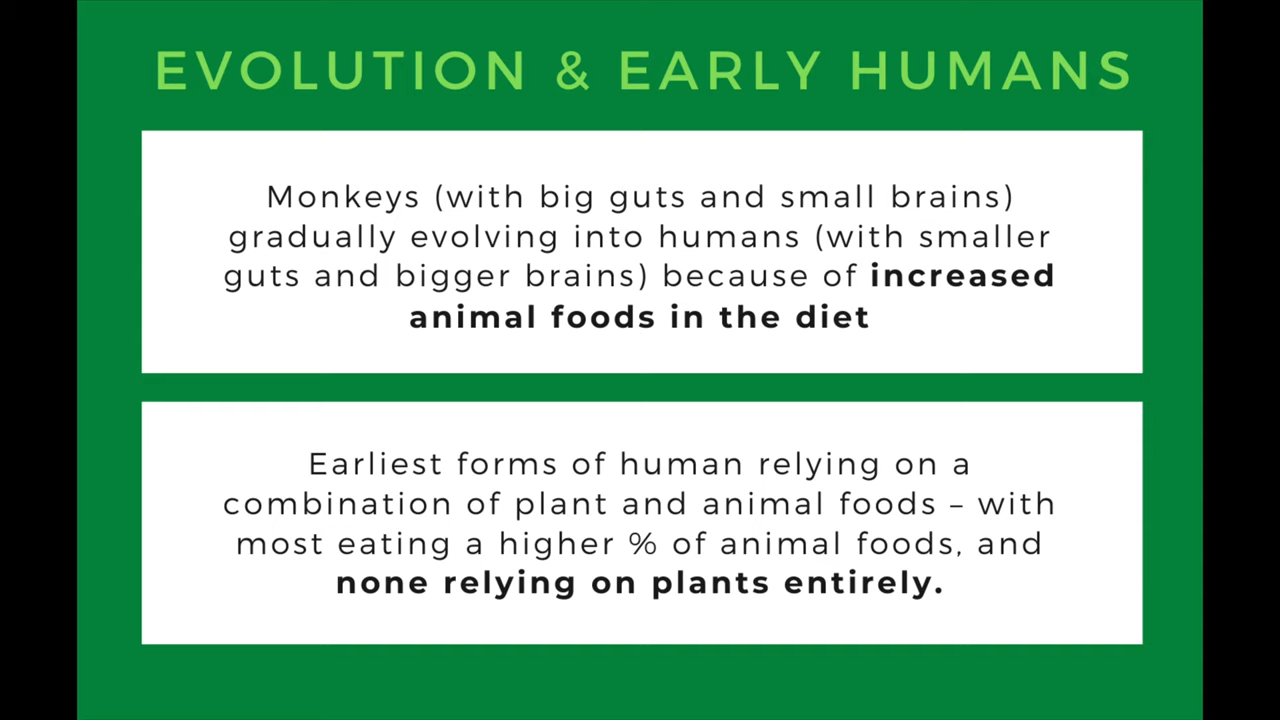 EVOLUTION & EARLY HUMANS
Monkeys (with big guts and small brains)
gradually evolving into humans (with smaller
guts and bigger brains) because of increased
animal foods in the diet
Earliest forms of human relying on a
combination of plant and animal foods – with
most eating a higher % of animal foods, and
none relying on plants entirely.